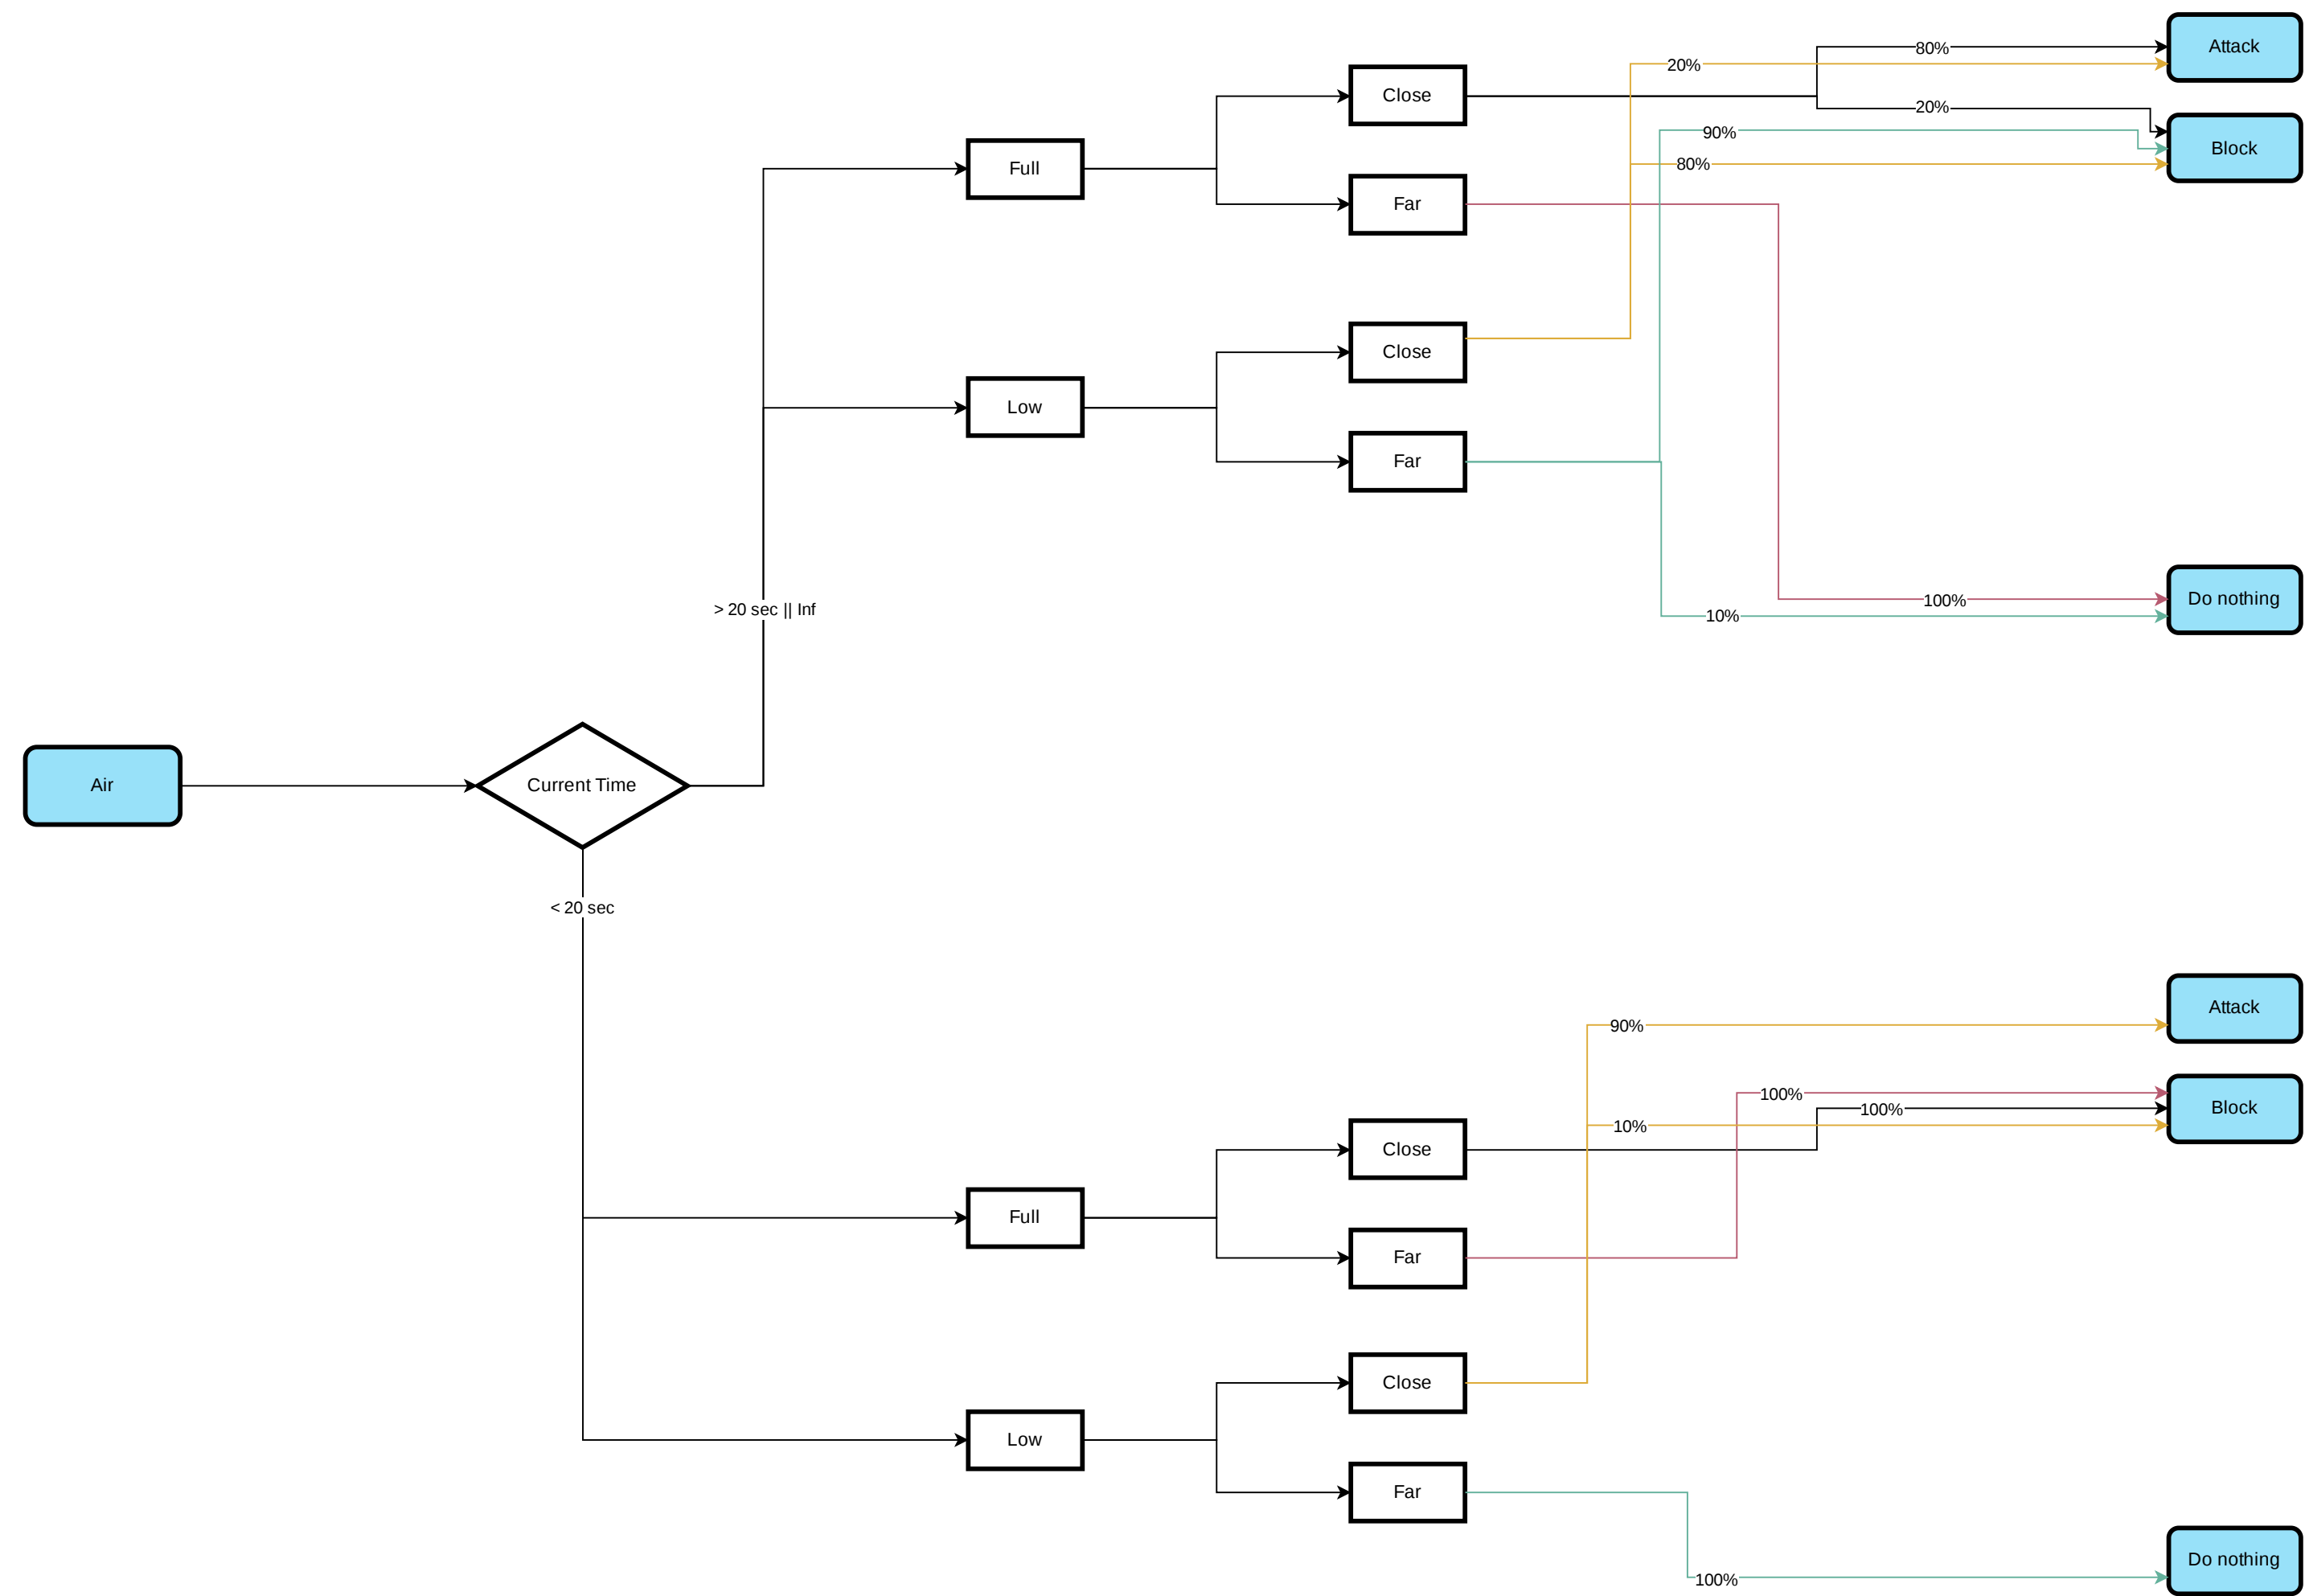 Attack
80%
20%
Close
20%
90%
Block
Full
80%
Far
Close
Low
Far
Do nothing
100%
> 20 sec || Inf
10%
Air
Current Time
< 20 sec
Attack
90%
100%
Block
100%
10%
Close
Full
Far
Close
Low
Far
Do nothing
100%